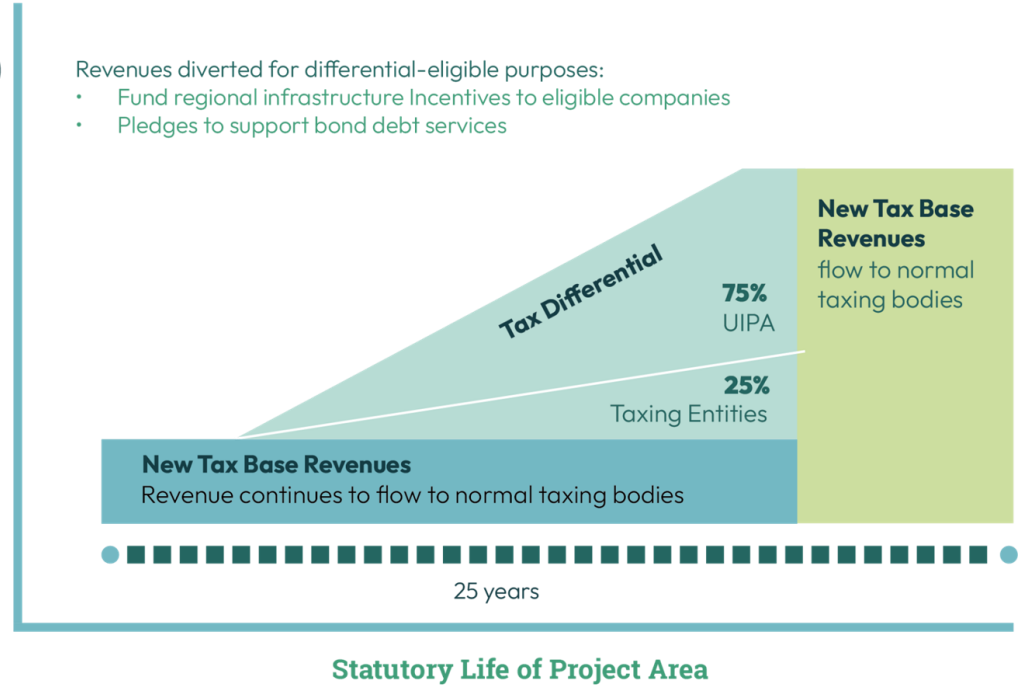 Revenues diverted for differential-eligible purposes:
• Fund regional infrastructure Incentives to eligible companies
• Pledges to support bond debt services
New Tax Base
Revenues
flow to normal
taxing bodies
Tax Differential
75%
UIPA
25%
Taxing Entities
New Tax Base Revenues
Revenue continues to flow to normal taxing bodies
25 years
Statutory Life of Project Area